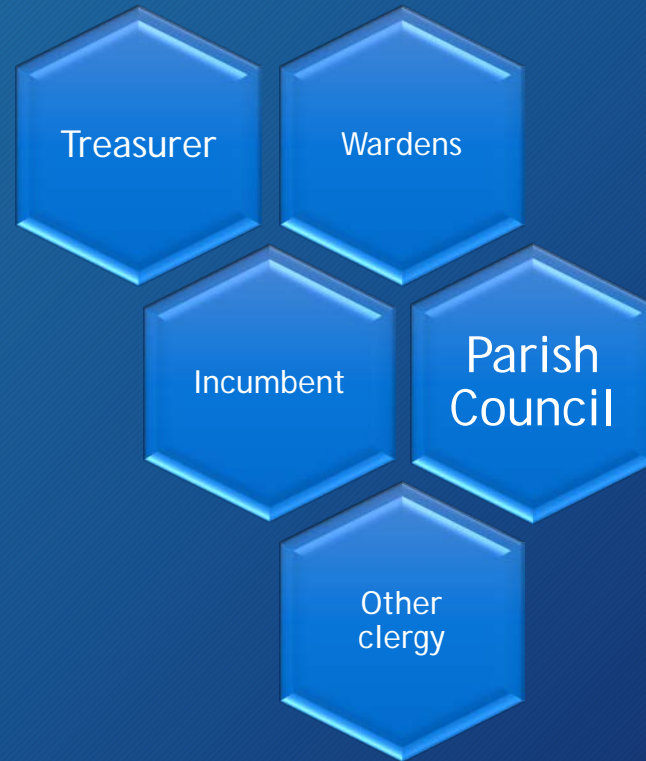 Treasurer
Wardens
Incumbent
Parish
Council
Other
clergy